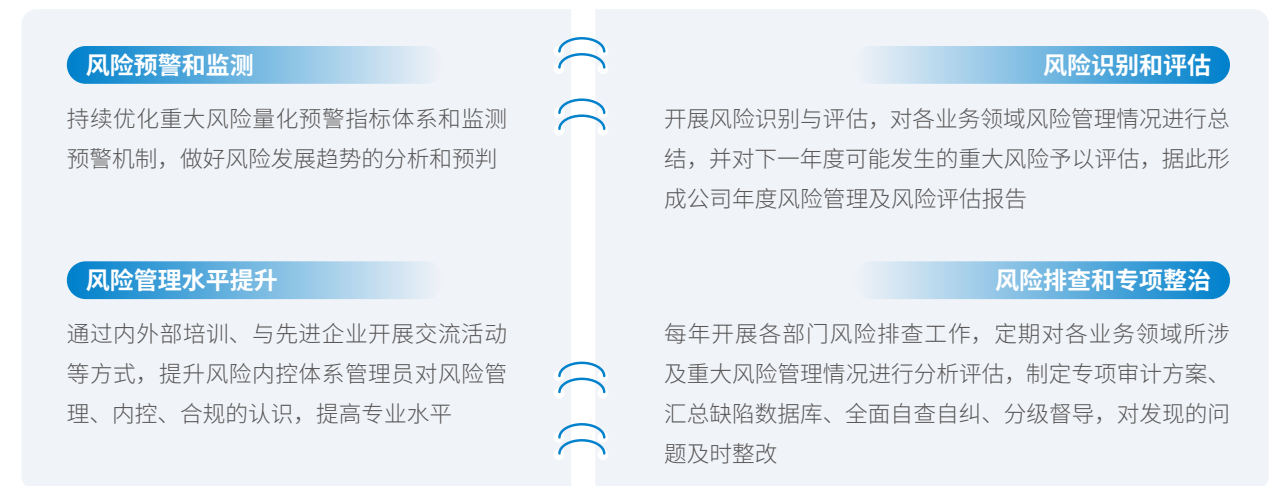 风险预警和监测
持续优化重大风险量化预警指标体系和监测
预警机制，做好风险发展趋势的分析和预判
风险识别和评估
开展风险识别与评估，对各业务领域风险管理情况进行总
结，并对下一年度可能发生的重大风险予以评估，据此形
成公司年度风险管理及风险评估报告
风险管理水平提升
通过内外部培训、与先进企业开展交流活动
等方式，提升风险内控体系管理员对风险管
理、内控、合规的认识，提高专业水平
风险排查和专项整治
每年开展各部门风险排查工作，定期对各业务领域所涉
及重大风险管理情况进行分析评估，制定专项审计方案、
汇总缺陷数据库、全面自查自纠、分级督导，对发现的问
题及时整改